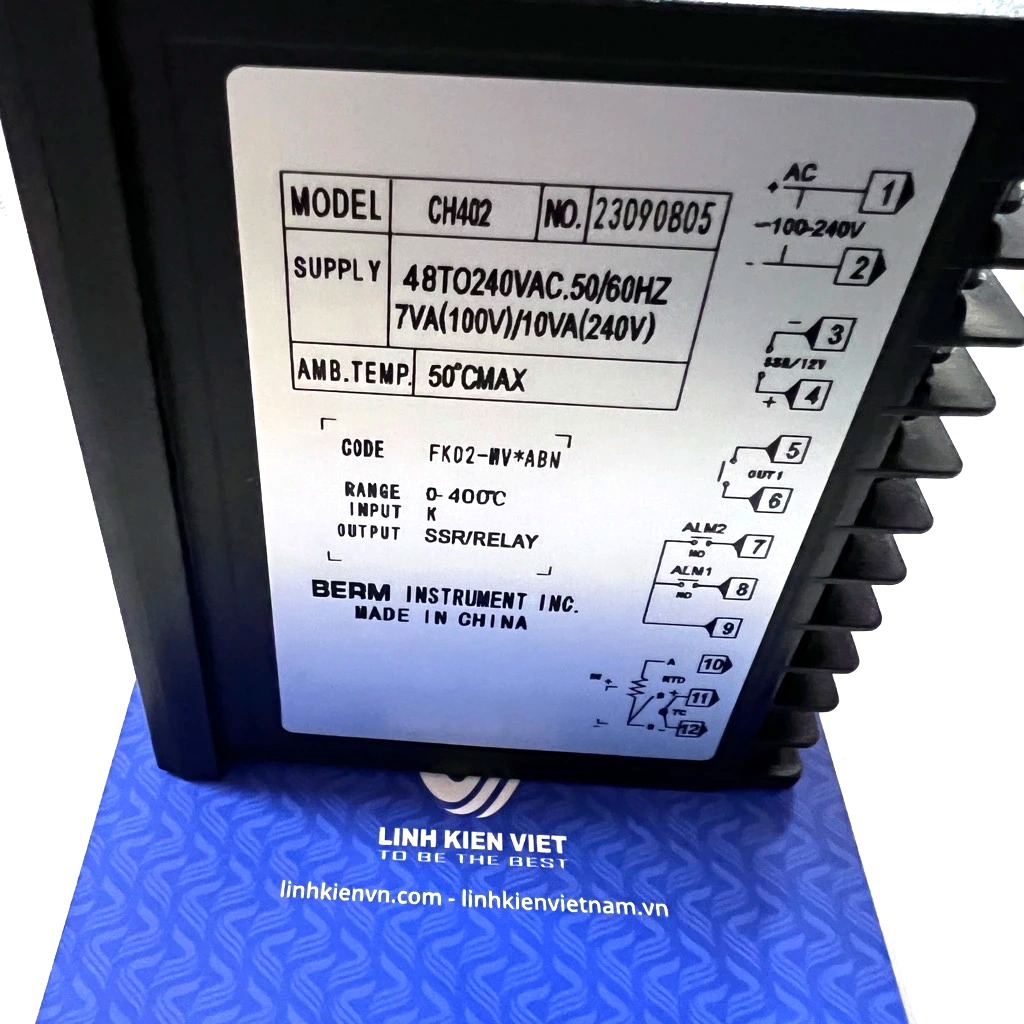 MODEL CH402 NO. 23090805
SUPPLY 48TO240VAC.50/60HZ
7VA(100V)/10VA(240V)
AMB.TEMP. 50°CMAX
CODE FK02-MV*ABN
RANGE 0-400℃
INPUT K
OUTPUT SSR/RELAY
BERM INSTRUMENT INC.
MADE IN CHINA
+ AC 1
~100-240V
- 2
- 3
SSR/12V
+ 4
5
OUT1
6
ALM2 7
NO
ALM1 8
NO
9
A 10
RTD
+ 11
TC
- 12
LINH KIEN VIET
TO BE THE BEST
linhkienvn.com - linhkienvietnam.vn